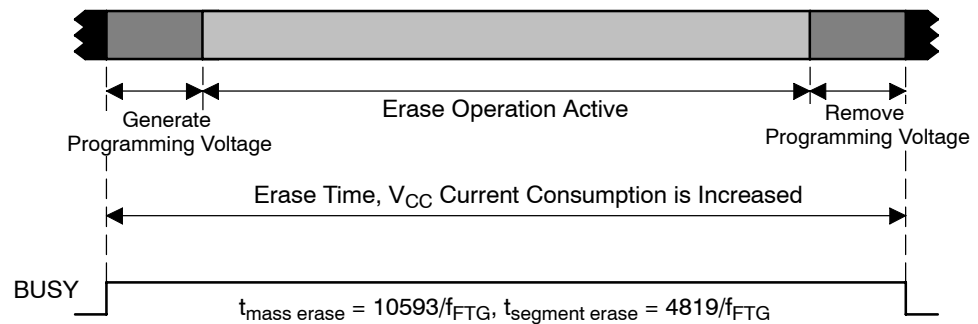 Generate
Programming Voltage
Erase Operation Active
Remove
Programming Voltage
Erase Time, VCC Current Consumption is Increased
BUSY
tmass erase = 10593/fFTG, tsegment erase = 4819/fFTG